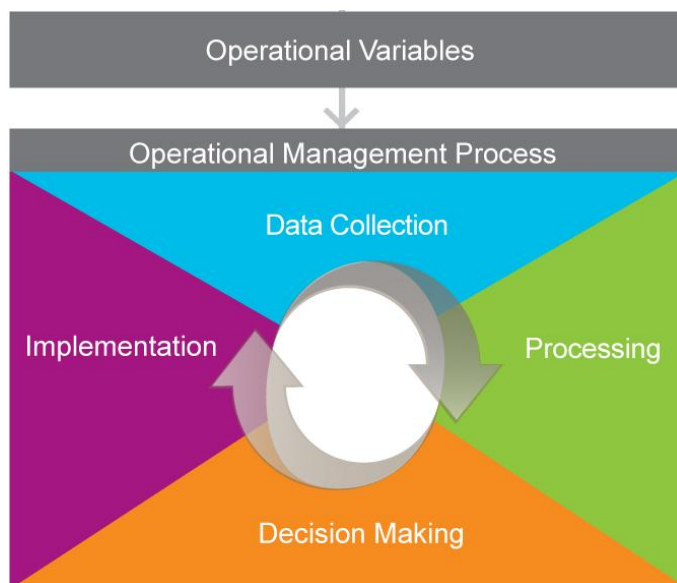 Operational Variables
Operational Management Process
Data Collection
Implementation
Processing
Decision Making